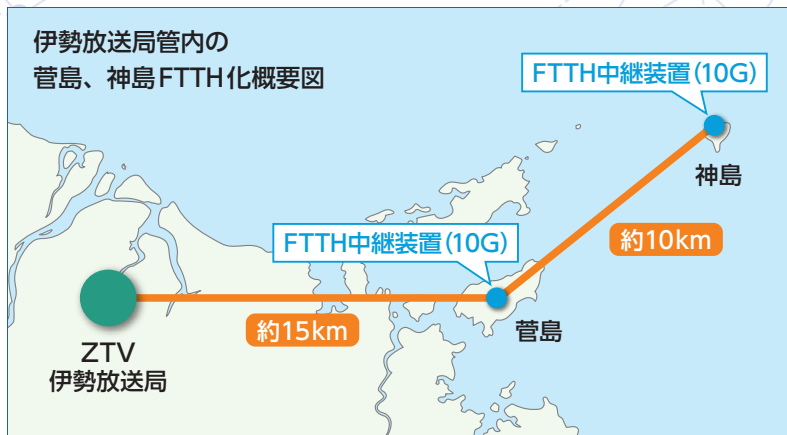 伊勢放送局管内の
菅島、神島FTTH化概要図
FTTH中継装置(10G)
神島
FTTH中継装置(10G)
約10km
菅島
約15km
ZTV
伊勢放送局